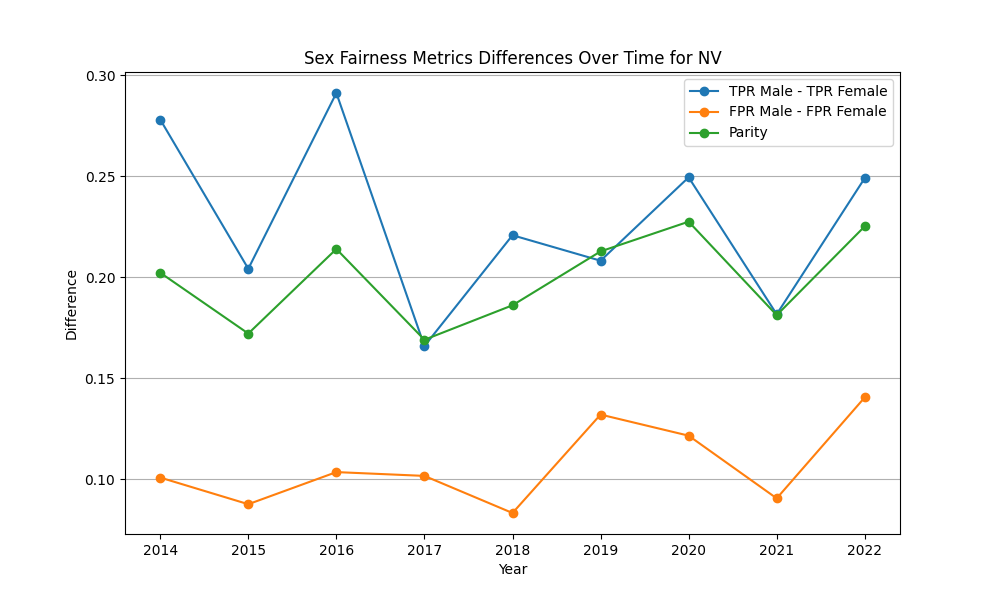 Sex Fairness Metrics Differences Over Time for NV
TPR Male - TPR Female
FPR Male - FPR Female
Parity
Difference
0.30
0.25
0.20
0.15
0.10
2014 2015 2016 2017 2018 2019 2020 2021 2022
Year